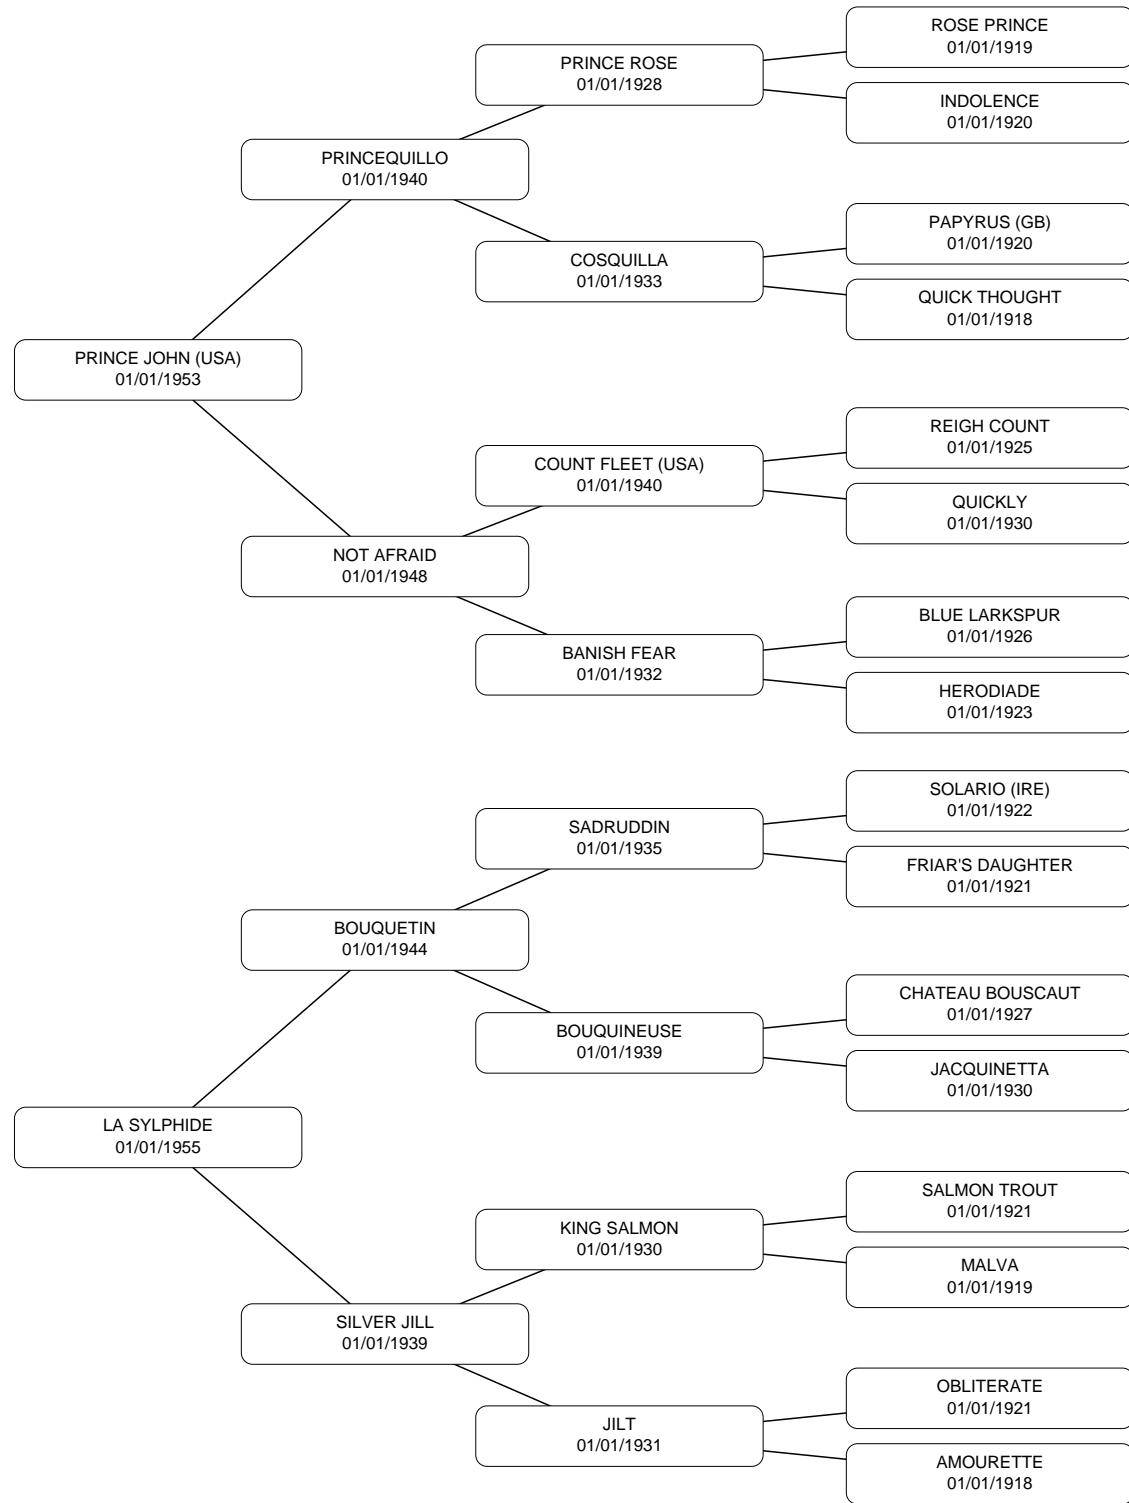 ROSE PRINCE
01/01/1919
PRINCE ROSE
01/01/1928
INDOLENCE
01/01/1920
PRINCEQUILLO
01/01/1940
PAPYRUS (GB)
01/01/1920
COSQUILLA
01/01/1933
QUICK THOUGHT
01/01/1918
PRINCE JOHN (USA)
01/01/1953
REIGH COUNT
01/01/1925
COUNT FLEET (USA)
01/01/1940
QUICKLY
01/01/1930
NOT AFRAID
01/01/1948
BLUE LARKSPUR
01/01/1926
BANISH FEAR
01/01/1932
HERODIADE
01/01/1923
SOLARIO (IRE)
01/01/1922
SADRUDDIN
01/01/1935
FRIAR'S DAUGHTER
01/01/1921
BOUQUETIN
01/01/1944
CHATEAU BOUSCAUT
01/01/1927
BOUQUINEUSE
01/01/1939
JACQUINETTA
01/01/1930
LA SYLPHIDE
01/01/1955
SALMON TROUT
01/01/1921
KING SALMON
01/01/1930
MALVA
01/01/1919
SILVER JILL
01/01/1939
OBLITERATE
01/01/1921
JILT
01/01/1931
AMOURETTE
01/01/1918